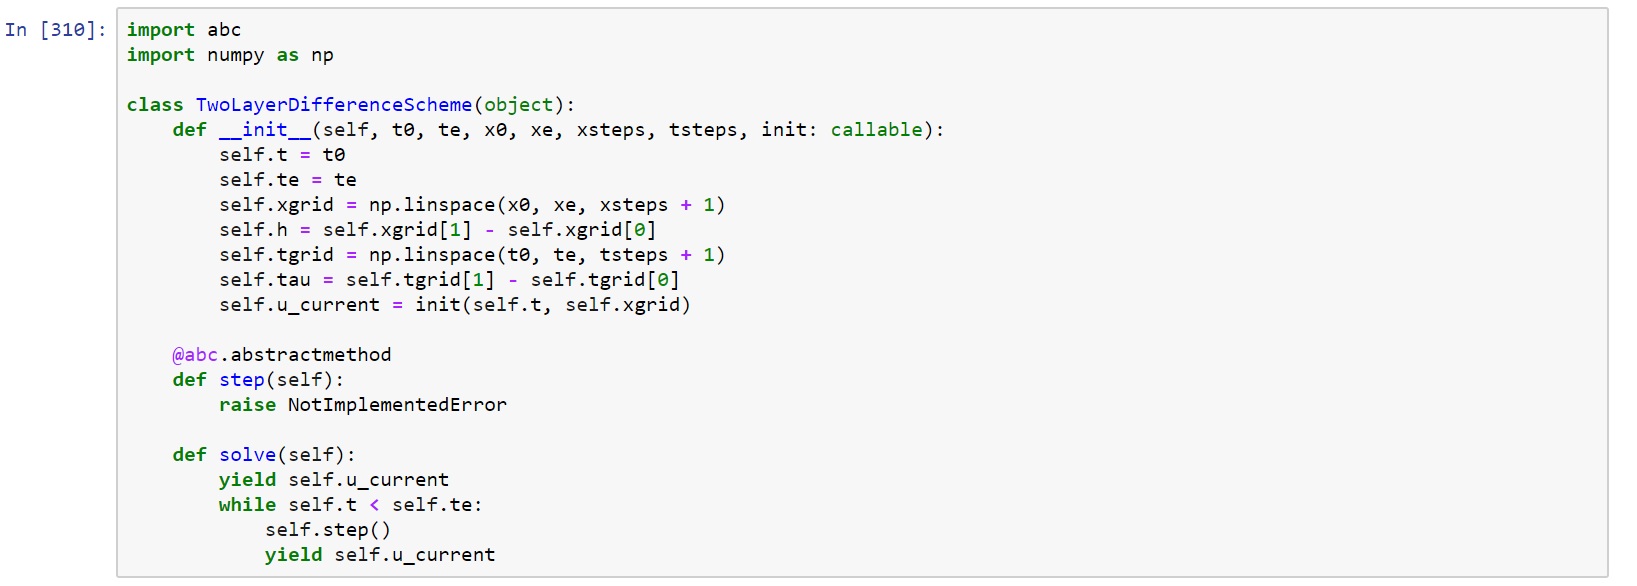 In [310]:
import abc
import numpy as np

class TwoLayerDifferenceScheme(object):
    def __init__(self, t0, te, x0, xe, xsteps, tsteps, init: callable):
        self.t = t0
        self.te = te
        self.xgrid = np.linspace(x0, xe, xsteps + 1)
        self.h = self.xgrid[1] - self.xgrid[0]
        self.tgrid = np.linspace(t0, te, tsteps + 1)
        self.tau = self.tgrid[1] - self.tgrid[0]
        self.u_current = init(self.t, self.xgrid)

    @abc.abstractmethod
    def step(self):
        raise NotImplementedError

    def solve(self):
        yield self.u_current
        while self.t < self.te:
            self.step()
            yield self.u_current